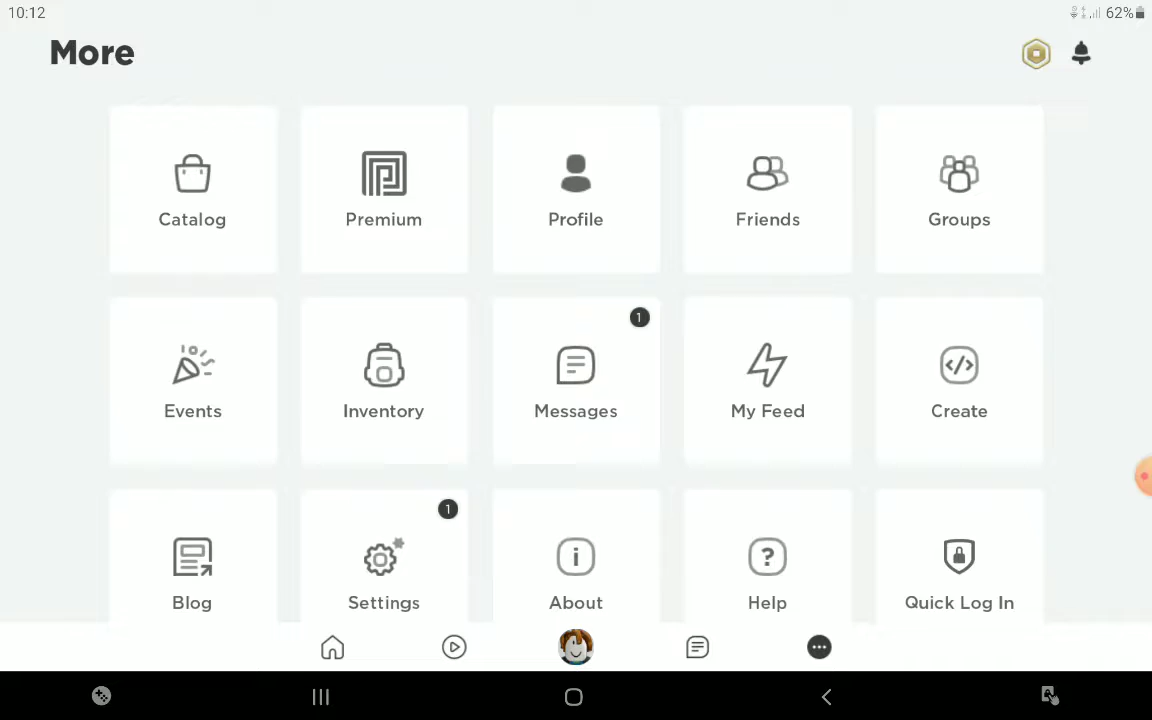 10:12
62%
More
Catalog
Premium
Profile
Friends
Groups
1
Events
Inventory
Messages
My Feed
Create
1
Blog
Settings
About
Help
Quick Log In